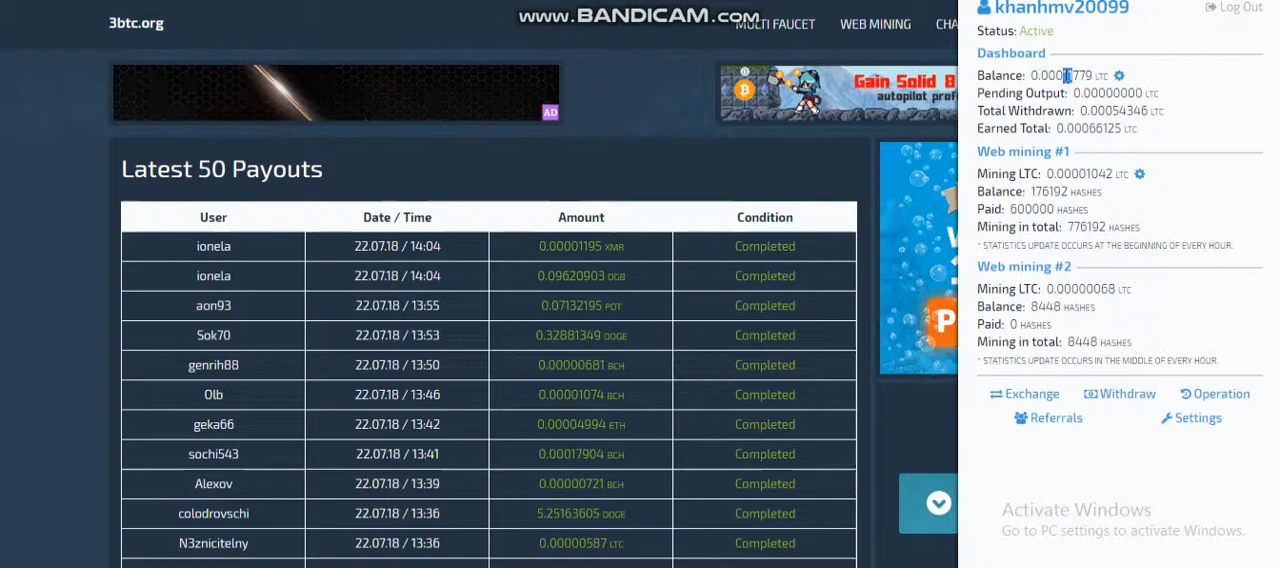 www.BANDICAM.com
3btc.org
MULTI FAUCET WEB MINING CHA
khanhmv20099
Log Out
Status: Active
Dashboard
Balance: 0.00011779 LTC
Pending Output: 0.00000000 LTC
Total Withdrawn: 0.00054346 LTC
Earned Total: 0.00066125 LTC
Web mining #1
Mining LTC: 0.00001042 LTC
Balance: 176192 HASHES
Paid: 600000 HASHES
Mining in total: 776192 HASHES
* STATISTICS UPDATE OCCURS AT THE BEGINNING OF EVERY HOUR.
Web mining #2
Mining LTC: 0.00000068 LTC
Balance: 8448 HASHES
Paid: 0 HASHES
Mining in total: 8448 HASHES
* STATISTICS UPDATE OCCURS IN THE MIDDLE OF EVERY HOUR.
Exchange Withdraw Operation
Referrals Settings
AD
Gain Solid B
autopilot prof
Latest 50 Payouts
User Date / Time Amount Condition
ionela 22.07.18 / 14:04 0.00001195 XMR Completed
ionela 22.07.18 / 14:04 0.09620903 DGB Completed
aon93 22.07.18 / 13:55 0.07132195 POT Completed
Sok70 22.07.18 / 13:53 0.32881349 DOGE Completed
genrih88 22.07.18 / 13:50 0.00000681 BCH Completed
Olb 22.07.18 / 13:46 0.00001074 BCH Completed
geka66 22.07.18 / 13:42 0.00004994 ETH Completed
sochi543 22.07.18 / 13:41 0.00017904 BCH Completed
Alexov 22.07.18 / 13:39 0.00000721 BCH Completed
colodrovschi 22.07.18 / 13:36 5.25163605 DOGE Completed
N3znicitelny 22.07.18 / 13:36 0.00000587 LTC Completed
P
Activate Windows
Go to PC settings to activate Windows.